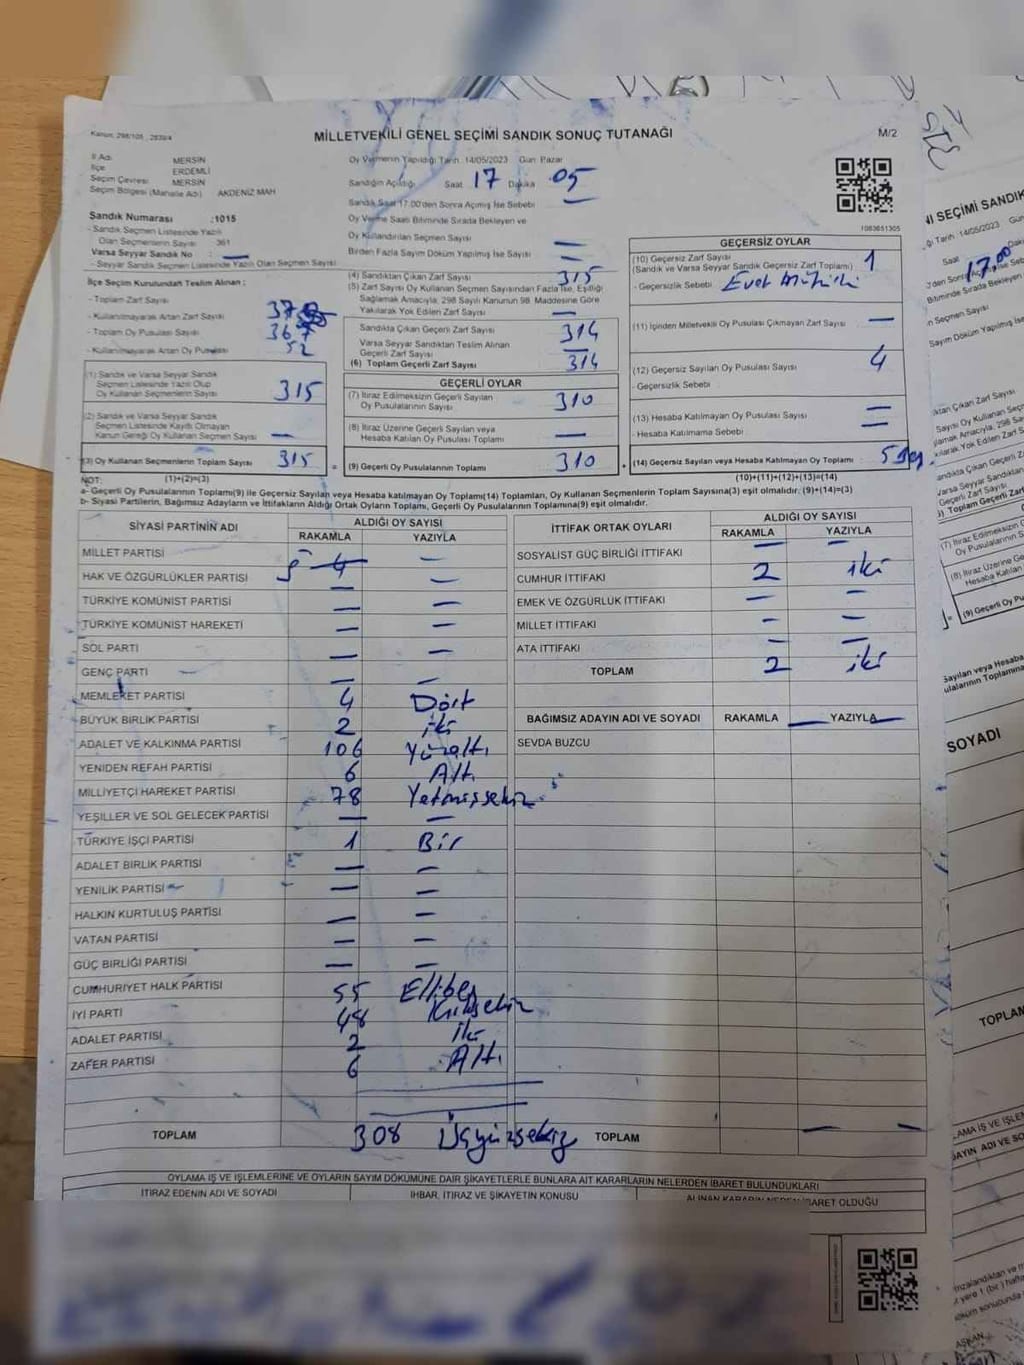 Kanun: 298/105 , 2839/4
MİLLETVEKİLİ GENEL SEÇİMİ SANDIK SONUÇ TUTANAĞI
M/2
İl Adı MERSİN
İlçe ERDEMLİ
Seçim Çevresi MERSİN
Seçim Bölgesi (Mahalle Adı) AKDENİZ MAH
Sandık Numarası :1015
- Sandık Seçmen Listesinde Yazılı
Olan Seçmenlerin Sayısı 361
Varsa Seyyar Sandık No —
- Seyyar Sandık Listesinde Yazılı Olan Seçmen Sayısı
Oy Vermenin Yapıldığı Tarih 14/05/2023 Gün Pazar
Sandığın Açıldığı Saat 17 Dakika 05
Sandık Saat 17.00'den Sonra Açılmış İse Sebebi —
Oy Verme Saati Bitiminde Sırada Bekleyen ve
Oy Kullandırılan Seçmen Sayısı —
Birden Fazla Sayım Döküm Yapılmış İse Sayısı —
1083651305
İlçe Seçim Kurulundan Teslim Alınan ;
- Toplam Zarf Sayısı
- Kullanılmayarak Artan Zarf Sayısı
- Toplam Oy Pusulası Sayısı 367
- Kullanılmayarak Artan Oy Pusulası 52
(1) Sandık ve Varsa Seyyar Sandık
Seçmen Listesinde Yazılı Olup
Oy Kullanan Seçmenlerin Sayısı 315
(2) Sandık ve Varsa Seyyar Sandık
Seçmen Listesinde Kayıtlı Olmayan
Kanun Gereği Oy Kullanan Seçmen Sayısı —
(3) Oy Kullanan Seçmenlerin Toplam Sayısı 315
(1)+(2)=(3)
(4) Sandıktan Çıkan Zarf Sayısı 315
(5) Zarf Sayısı Oy Kullanan Seçmen Sayısından Fazla İse, Eşitliği
Sağlamak Amacıyla, 298 Sayılı Kanunun 98. Maddesine Göre
Yakılarak Yok Edilen Zarf Sayısı —
Sandıkta Çıkan Geçerli Zarf Sayısı 314
Varsa Seyyar Sandıktan Teslim Alınan
Geçerli Zarf Sayısı —
(6) Toplam Geçerli Zarf Sayısı 314
GEÇERLİ OYLAR
(7) İtiraz Edilmeksizin Geçerli Sayılan
Oy Pusulalarının Sayısı 310
(8) İtiraz Üzerine Geçerli Sayılan veya
Hesaba Katılan Oy Pusulası Toplamı —
(9) Geçerli Oy Pusulalarının Toplamı 310
GEÇERSİZ OYLAR
(10) Geçersiz Zarf Sayısı 1
(Sandık ve Varsa Seyyar Sandık Geçersiz Zarf Toplamı)
- Geçersizlik Sebebi Evet
(11) İçinden Milletvekili Oy Pusulası Çıkmayan Zarf Sayısı —
(12) Geçersiz Sayılan Oy Pusulası Sayısı 4
- Geçersizlik Sebebi
(13) Hesaba Katılmayan Oy Pusulası Sayısı —
- Hesaba Katılmama Sebebi —
(14) Geçersiz Sayılan veya Hesaba Katılmayan Oy Toplamı 5
(10)+(11)+(12)+(13)=(14)
NOT:
a- Geçerli Oy Pusulalarının Toplamı(9) ile Geçersiz Sayılan veya Hesaba katılmayan Oy Toplamı(14) Toplamları, Oy Kullanan Seçmenlerin Toplam Sayısına(3) eşit olmalıdır. (9)+(14)=(3)
b- Siyasi Partilerin, Bağımsız Adayların ve İttifakların Aldığı Ortak Oyların Toplamı, Geçerli Oy Pusulalarının Toplamına(9) eşit olmalıdır.
SİYASİ PARTİNİN ADI ALDIĞI OY SAYISI
RAKAMLA YAZIYLA
MİLLET PARTİSİ —
HAK VE ÖZGÜRLÜKLER PARTİSİ — —
TÜRKİYE KOMÜNİST PARTİSİ — —
TÜRKİYE KOMÜNİST HAREKETİ — —
SOL PARTİ — —
GENÇ PARTİ — —
MEMLEKET PARTİSİ 4 Dört
BÜYÜK BİRLİK PARTİSİ 2 iki
ADALET VE KALKINMA PARTİSİ 106 Yüzaltı
YENİDEN REFAH PARTİSİ 6 Altı
MİLLİYETÇİ HAREKET PARTİSİ 78 Yetmişsekiz
YEŞİLLER VE SOL GELECEK PARTİSİ — —
TÜRKİYE İŞÇİ PARTİSİ 1 Bir
ADALET BİRLİK PARTİSİ — —
YENİLİK PARTİSİ — —
HALKIN KURTULUŞ PARTİSİ — —
VATAN PARTİSİ — —
GÜÇ BİRLİĞİ PARTİSİ — —
CUMHURİYET HALK PARTİSİ 55 Ellibeş
İYİ PARTİ 48 Kırksekiz
ADALET PARTİSİ 2 iki
ZAFER PARTİSİ 6 Altı
TOPLAM 308 Üçyüzsekiz
İTTİFAK ORTAK OYLARI ALDIĞI OY SAYISI
RAKAMLA YAZIYLA
SOSYALİST GÜÇ BİRLİĞİ İTTİFAKI — —
CUMHUR İTTİFAKI 2 iki
EMEK VE ÖZGÜRLÜK İTTİFAKI — —
MİLLET İTTİFAKI — —
ATA İTTİFAKI — —
TOPLAM 2 iki
BAĞIMSIZ ADAYIN ADI VE SOYADI RAKAMLA YAZIYLA
SEVDA BUZCU
TOPLAM — —
OYLAMA İŞ VE İŞLEMLERİNE VE OYLARIN SAYIM DÖKÜMÜNE DAİR ŞİKAYETLERLE BUNLARA AİT KARARLARIN NELERDEN İBARET BULUNDUKLARI
İTİRAZ EDENİN ADI VE SOYADI İHBAR, İTİRAZ VE ŞİKAYETİN KONUSU ALINAN KARARIN NEDEN İBARET OLDUĞU
315
NI SEÇİMİ SANDIK
Tarih :14/05/2023
Saat 17.00
SOYADI
TOPLAM
BAŞKAN